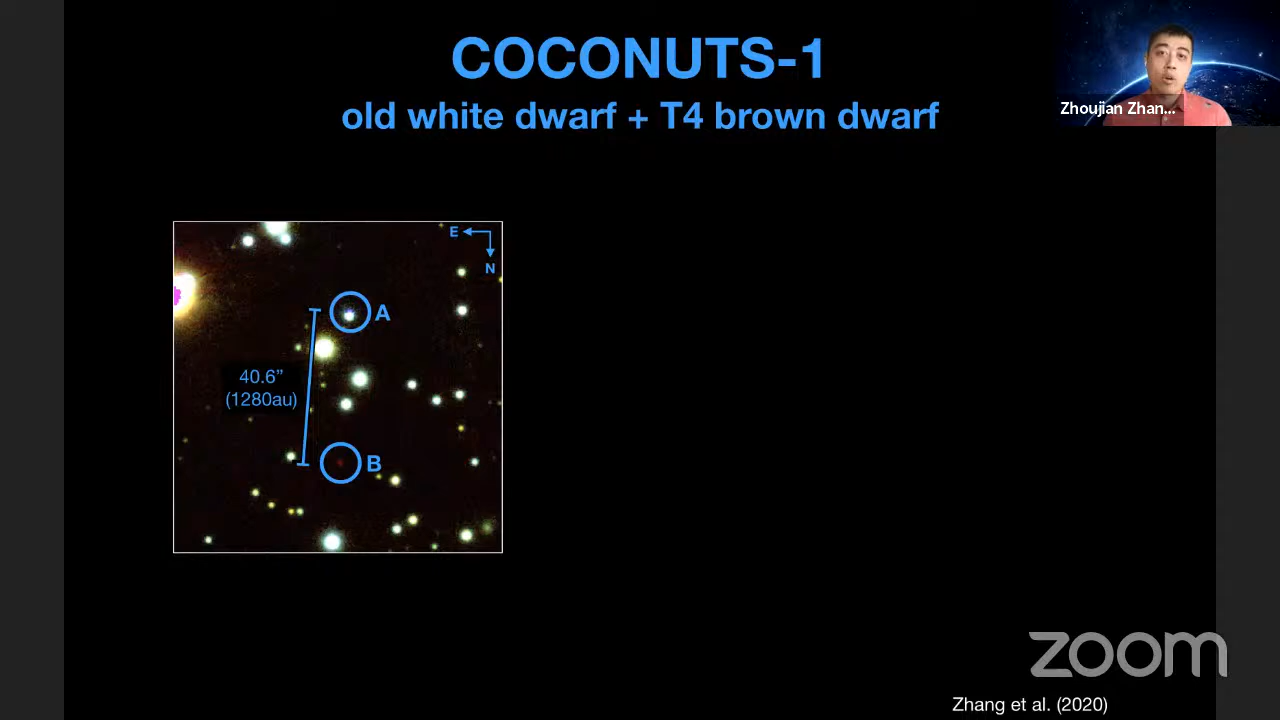 COCONUTS-1
old white dwarf + T4 brown dwarf
Zhoujian Zhan...
E
N
A
40.6”
(1280au)
B
zoom
Zhang et al. (2020)